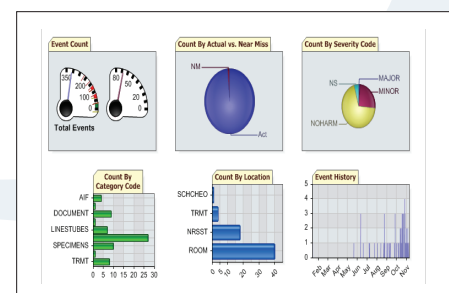 Event Count
350
200
100
0
80
50
20
0
Total Events
Count By Actual vs. Near Miss
NM
Act
Count By Severity Code
NS
MAJOR
MINOR
NOHARM
Count By
Category Code
AIF
DOCUMENT
LINESTUBES
SPECIMENS
TRMT
0 5 10 15 20 25 30
Count By Location
SCHCHEO
TRMT
NRSST
ROOM
0 5 10 20 30 40
Event History
5
4
3
2
1
0
Feb Mar Apr May Jun Jul Aug Sep Oct Nov